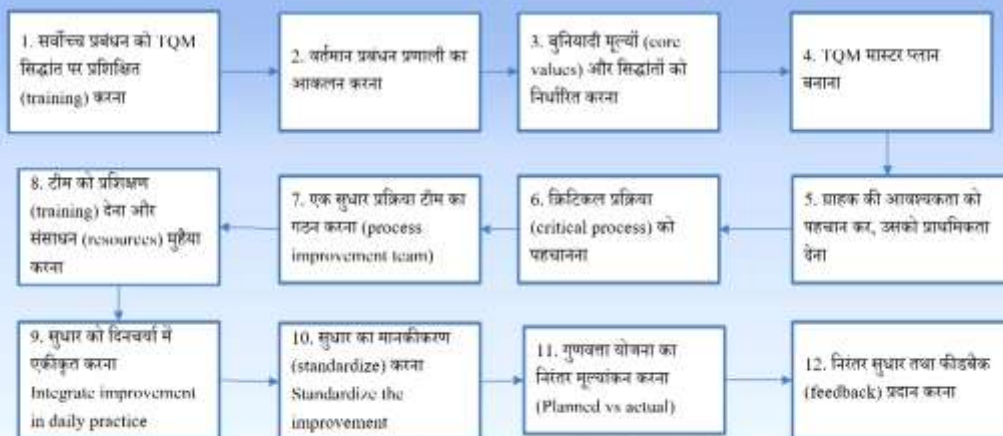 1. सर्वोच्च प्रबंधन को TQM
सिद्धांत पर प्रशिक्षित
(training) करना
2. वर्तमान प्रबंधन प्रणाली का
आकलन करना
3. बुनियादी मूल्यों (core
values) और सिद्धांतों को
निर्धारित करना
4. TQM मास्टर प्लान
बनाना
5. ग्राहक की आवश्यकता को
पहचान कर, उसको प्राथमिकता
देना
6. क्रिटिकल प्रक्रिया
(critical process) को
पहचानना
7. एक सुधार प्रक्रिया टीम का
गठन करना (process
improvement team)
8. टीम को प्रशिक्षण
(training) देना और
संसाधन (resources) मुहैया
करना
9. सुधार को दिनचर्या में
एकीकृत करना
Integrate improvement
in daily practice
10. सुधार का मानकीकरण
(standardize) करना
Standardize the
improvement
11. गुणवत्ता योजना का
निरंतर मूल्यांकन करना
(Planned vs actual)
12. निरंतर सुधार तथा फीडबैक
(feedback) प्रदान करना